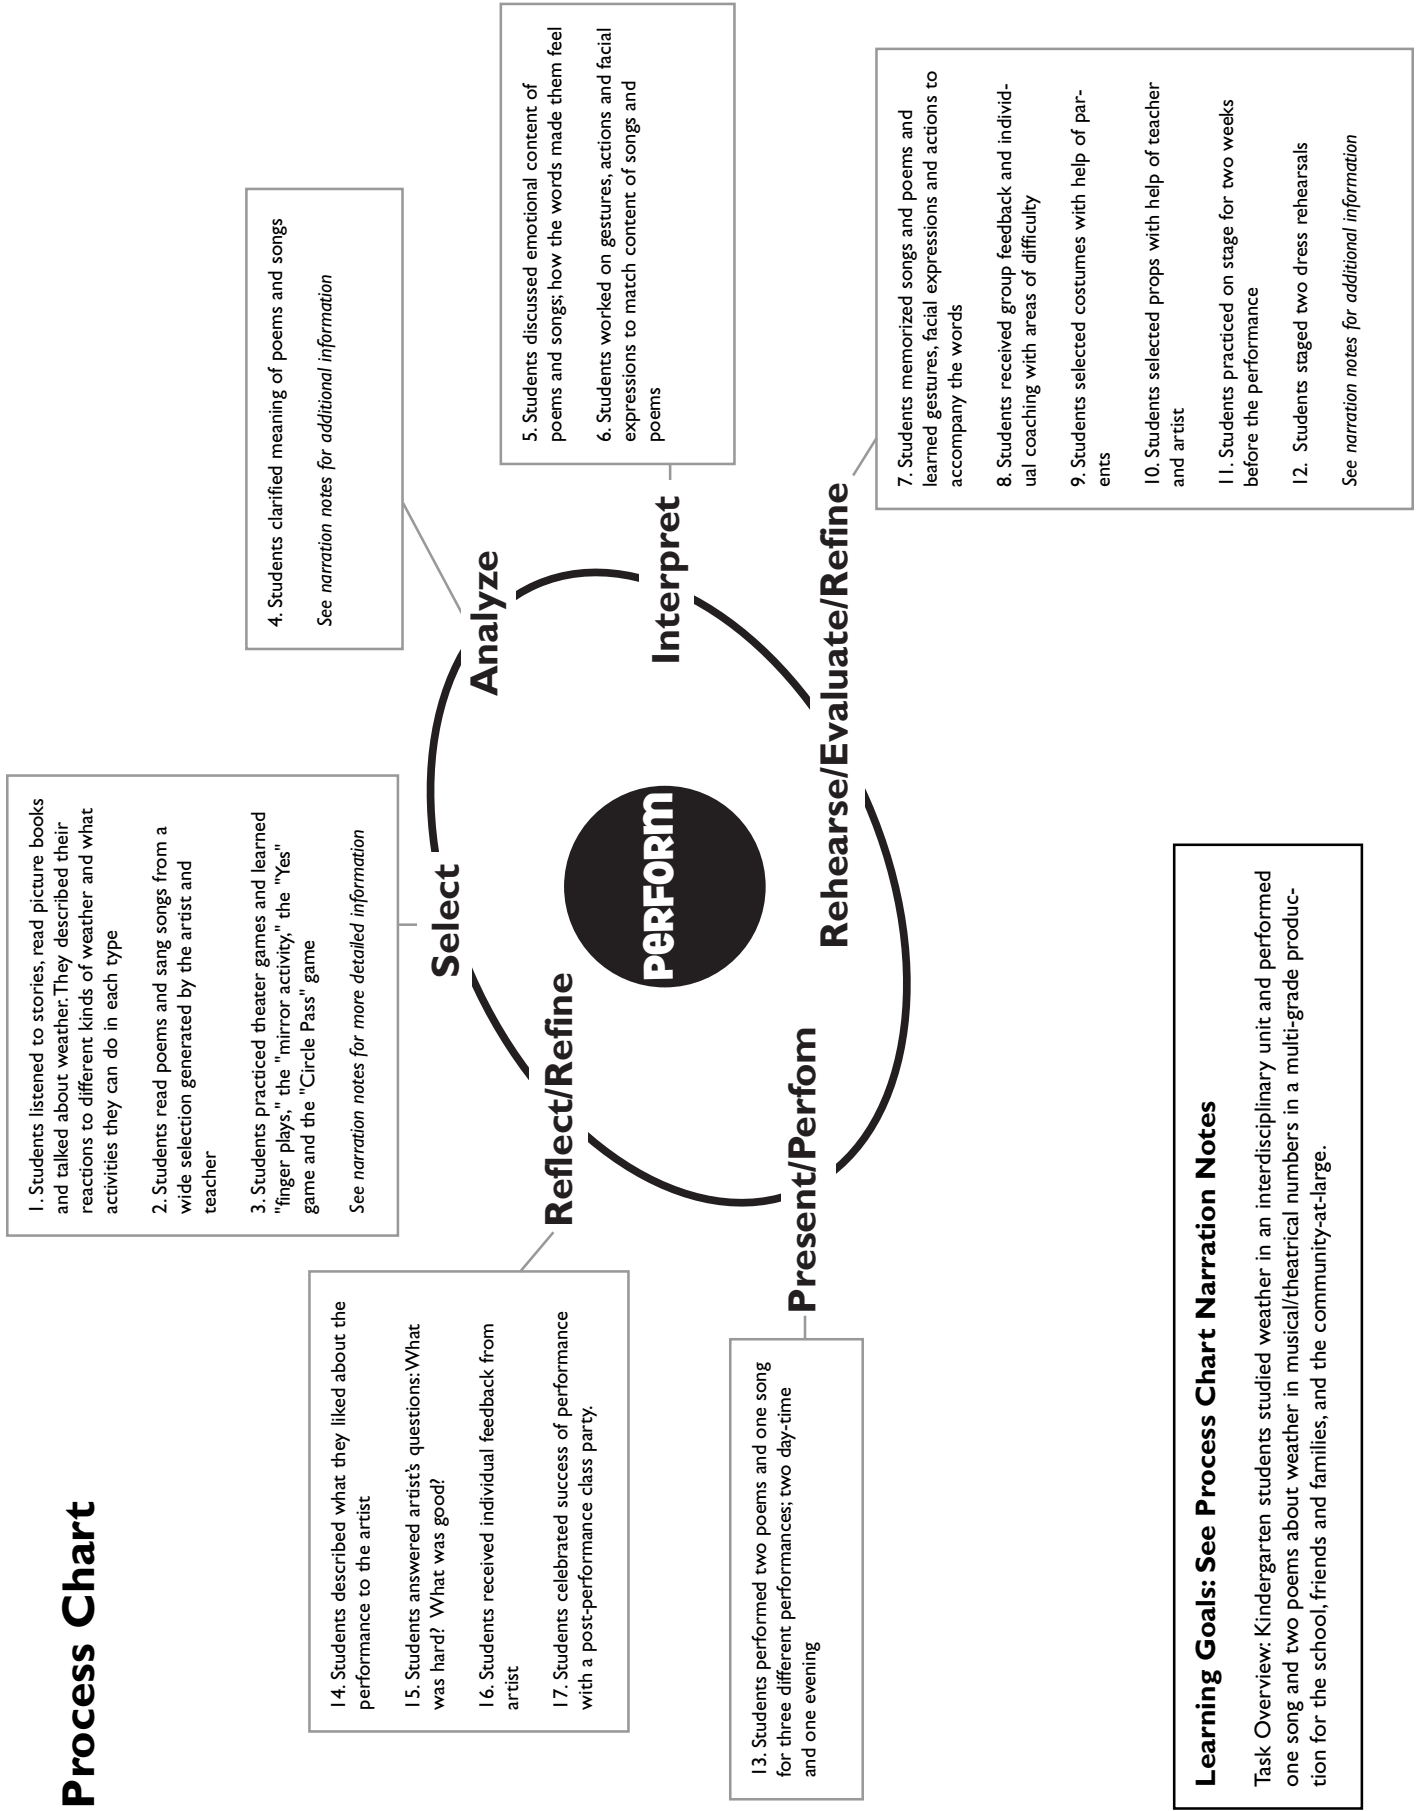 Process Chart
1. Students listened to stories, read picture books
and talked about weather. They described their
reactions to different kinds of weather and what
activities they can do in each type
2. Students read poems and sang songs from a
wide selection generated by the artist and
teacher
3. Students practiced theater games and learned
"finger plays," the "mirror activity," the "Yes"
game and the "Circle Pass" game
See narration notes for more detailed information
Select
4. Students clarified meaning of poems and songs
See narration notes for additional information
Analyze
5. Students discussed emotional content of
poems and songs; how the words made them feel
6. Students worked on gestures, actions and facial
expressions to match content of songs and
poems
Interpret
7. Students memorized songs and poems and
learned gestures, facial expressions and actions to
accompany the words
8. Students received group feedback and individ-
ual coaching with areas of difficulty
9. Students selected costumes with help of par-
ents
10. Students selected props with help of teacher
and artist
11. Students practiced on stage for two weeks
before the performance
12. Students staged two dress rehearsals
See narration notes for additional information
Rehearse/Evaluate/Refine
13. Students performed two poems and one song
for three different performances; two day-time
and one evening
Present/Perfom
14. Students described what they liked about the
performance to the artist
15. Students answered artist's questions: What
was hard? What was good?
16. Students received individual feedback from
artist
17. Students celebrated success of performance
with a post-performance class party.
Reflect/Refine
PERFORM
Learning Goals: See Process Chart Narration Notes
Task Overview: Kindergarten students studied weather in an interdisciplinary unit and performed
one song and two poems about weather in musical/theatrical numbers in a multi-grade produc-
tion for the school, friends and families, and the community-at-large.